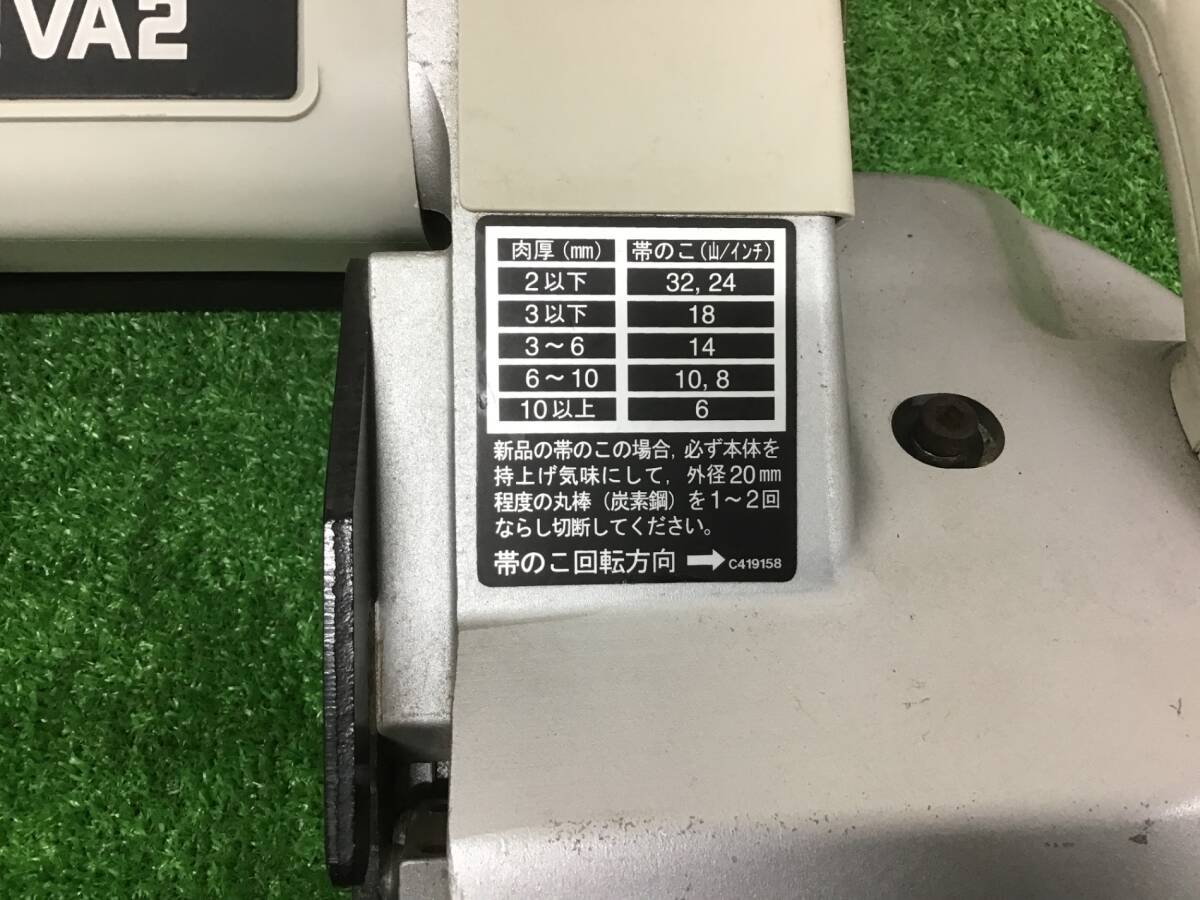 VA2
肉厚(mm) 帯のこ(山/インチ)
2以下 32, 24
3以下 18
3～6 14
6～10 10, 8
10以上 6
新品の帯のこの場合, 必ず本体を
持上げ気味にして, 外径20mm
程度の丸棒(炭素鋼)を1～2回
ならし切断してください。
帯のこ回転方向 → C419158